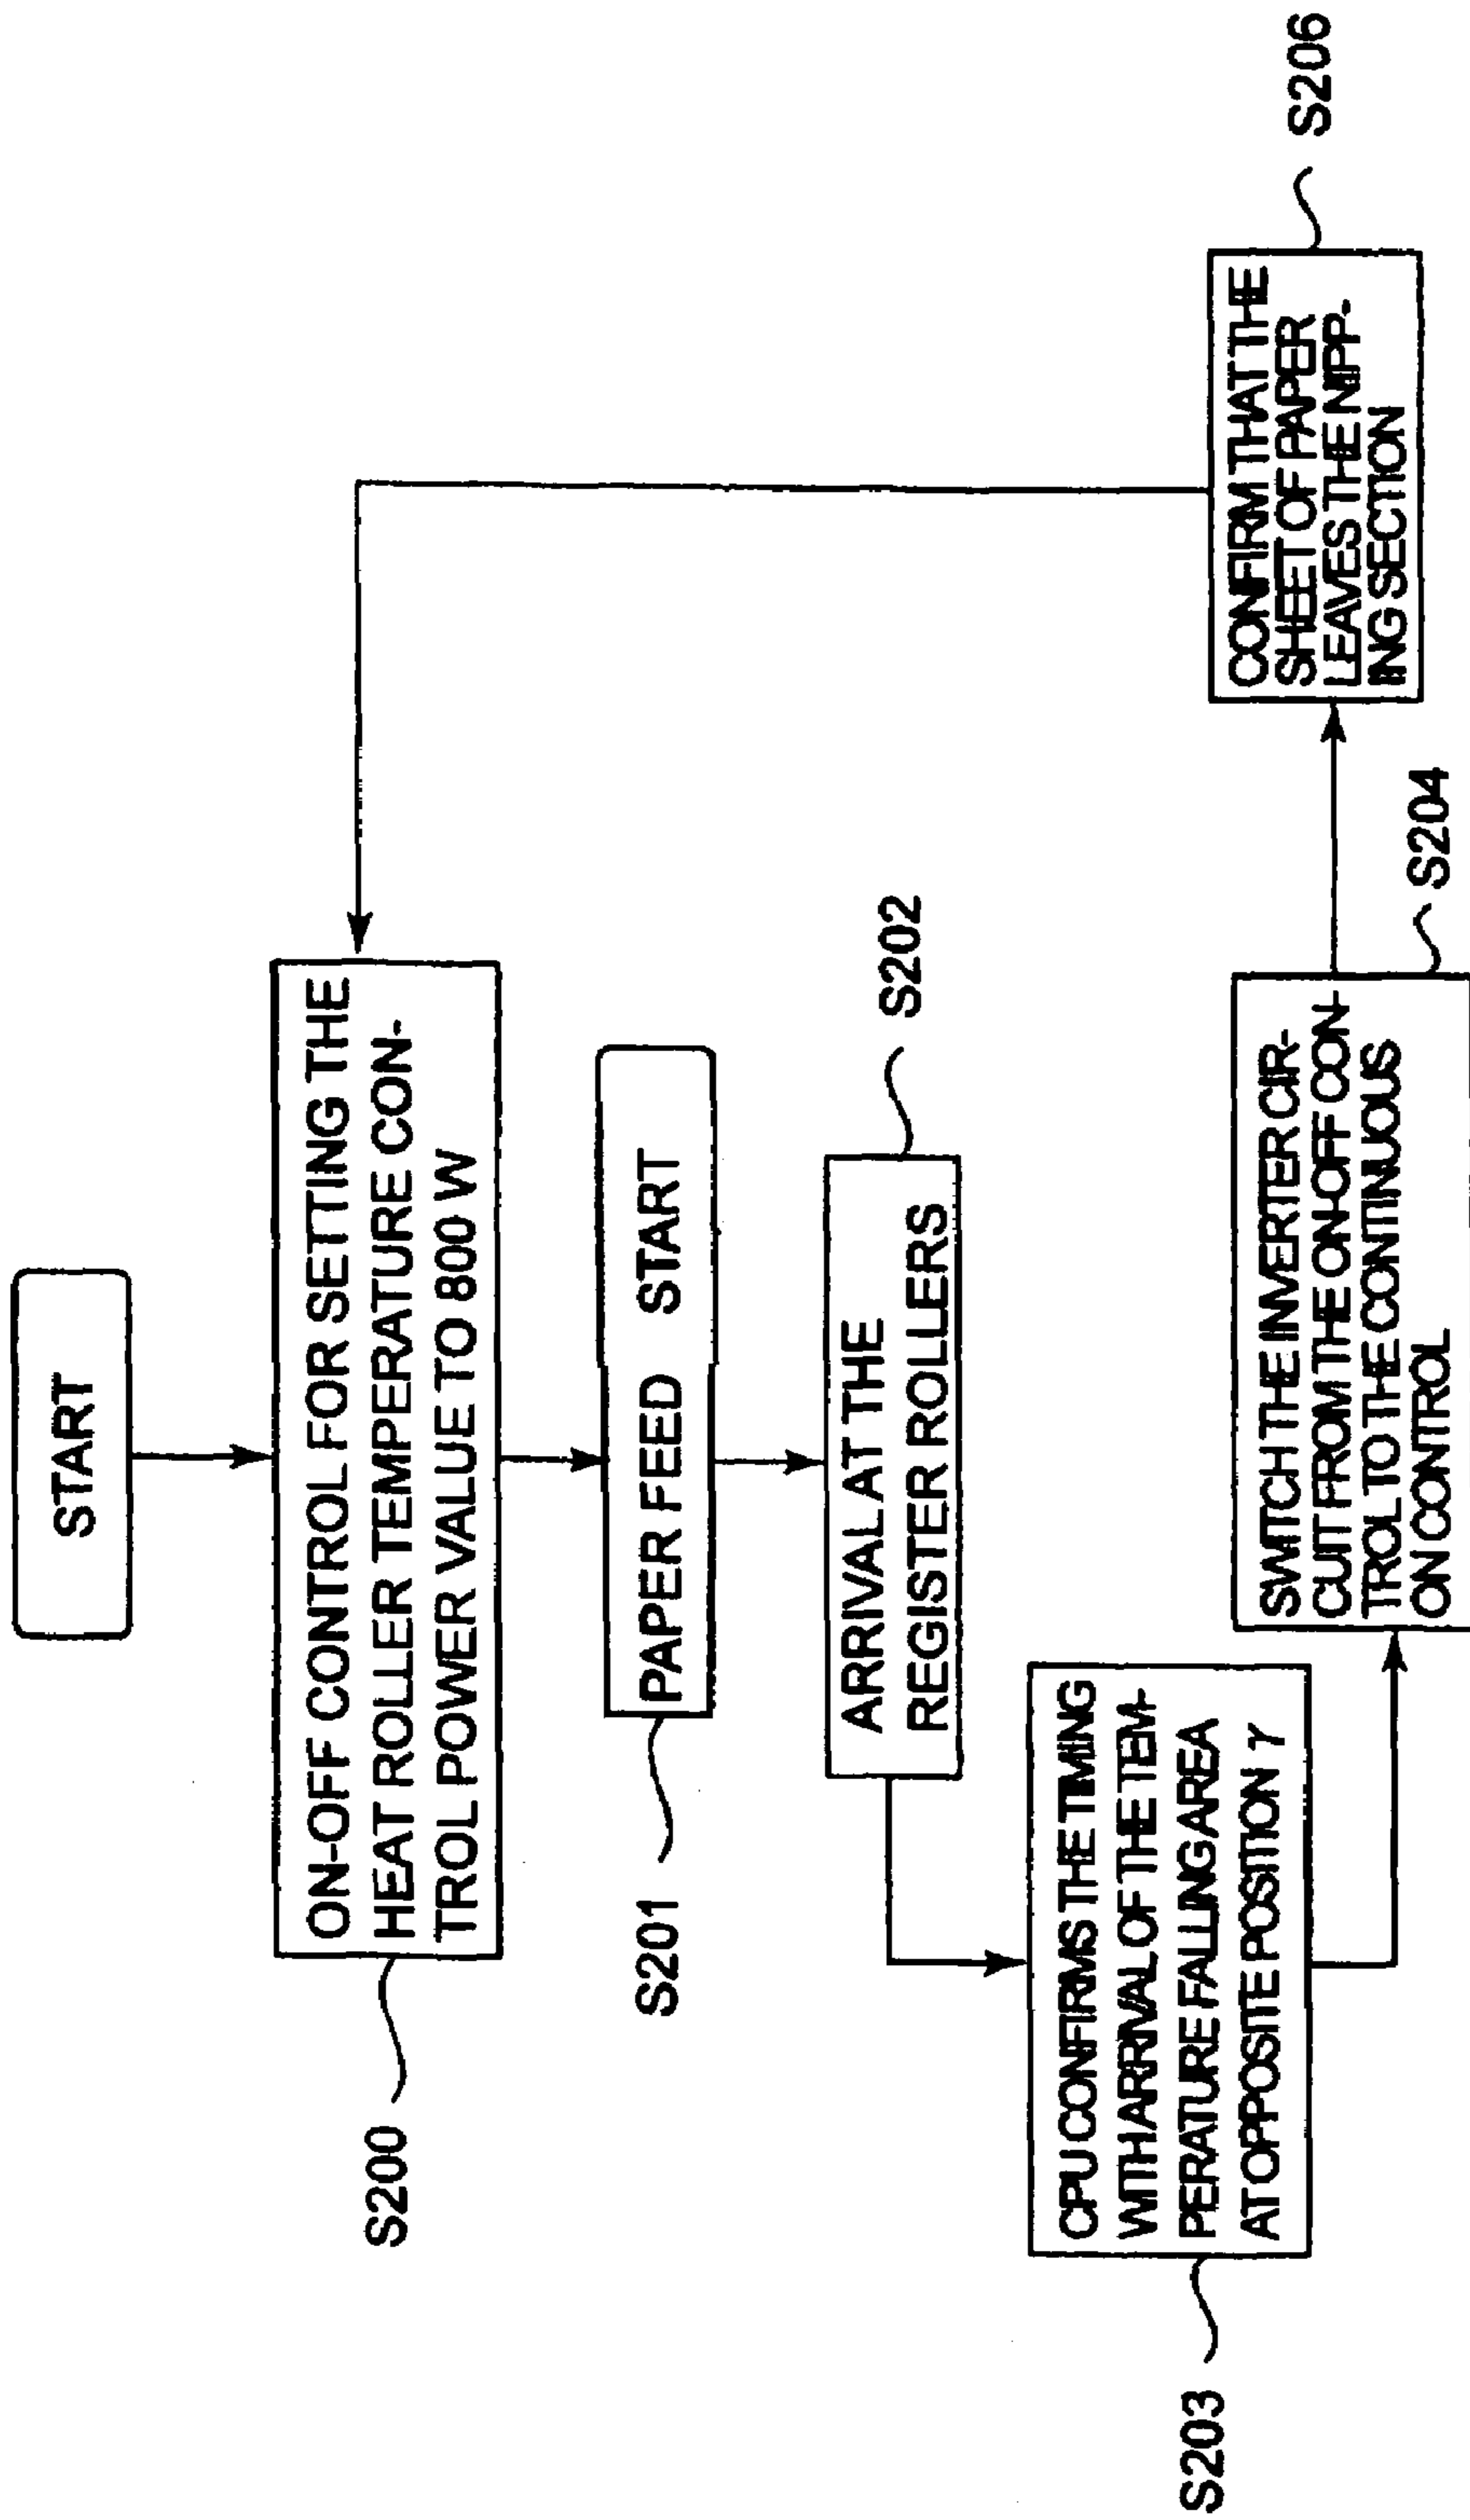 START
ON-OFF CONTROL FOR SETTING THE
HEAT ROLLER TEMPERATURE CON-
TROL POWER VALUE TO 800 W
S200
PAPER FEED START
S201
ARRIVAL AT THE
REGISTER ROLLERS
S202
CPU CONFIRMS THE TIMING
WITH ARRIVAL OF THE TEM-
PERATURE FALLING AREA
AT OPPOSITE POSITION γ
S203
SWITCH THE INVERTER CIR-
CUIT FROM THE ON OFF CON-
TROL TO THE CONTINUOUS
ON CONTROL
S204
CONFIRM THAT THE
SHEET OF PAPER
LEAVES THE NIPP-
ING SECTION
S206